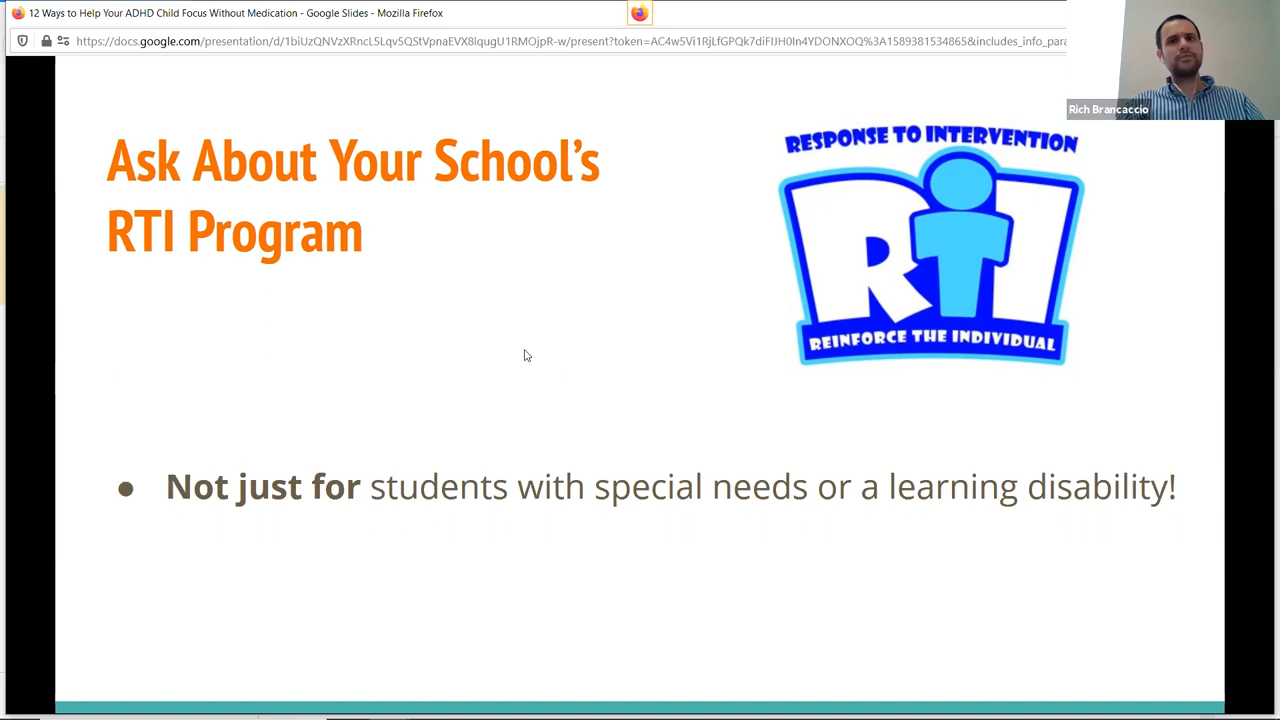 12 Ways to Help Your ADHD Child Focus Without Medication - Google Slides - Mozilla Firefox
Rich Brancaccio
Ask About Your School's
RTI Program
RESPONSE TO INTERVENTION
RTI
REINFORCE THE INDIVIDUAL
● Not just for students with special needs or a learning disability!